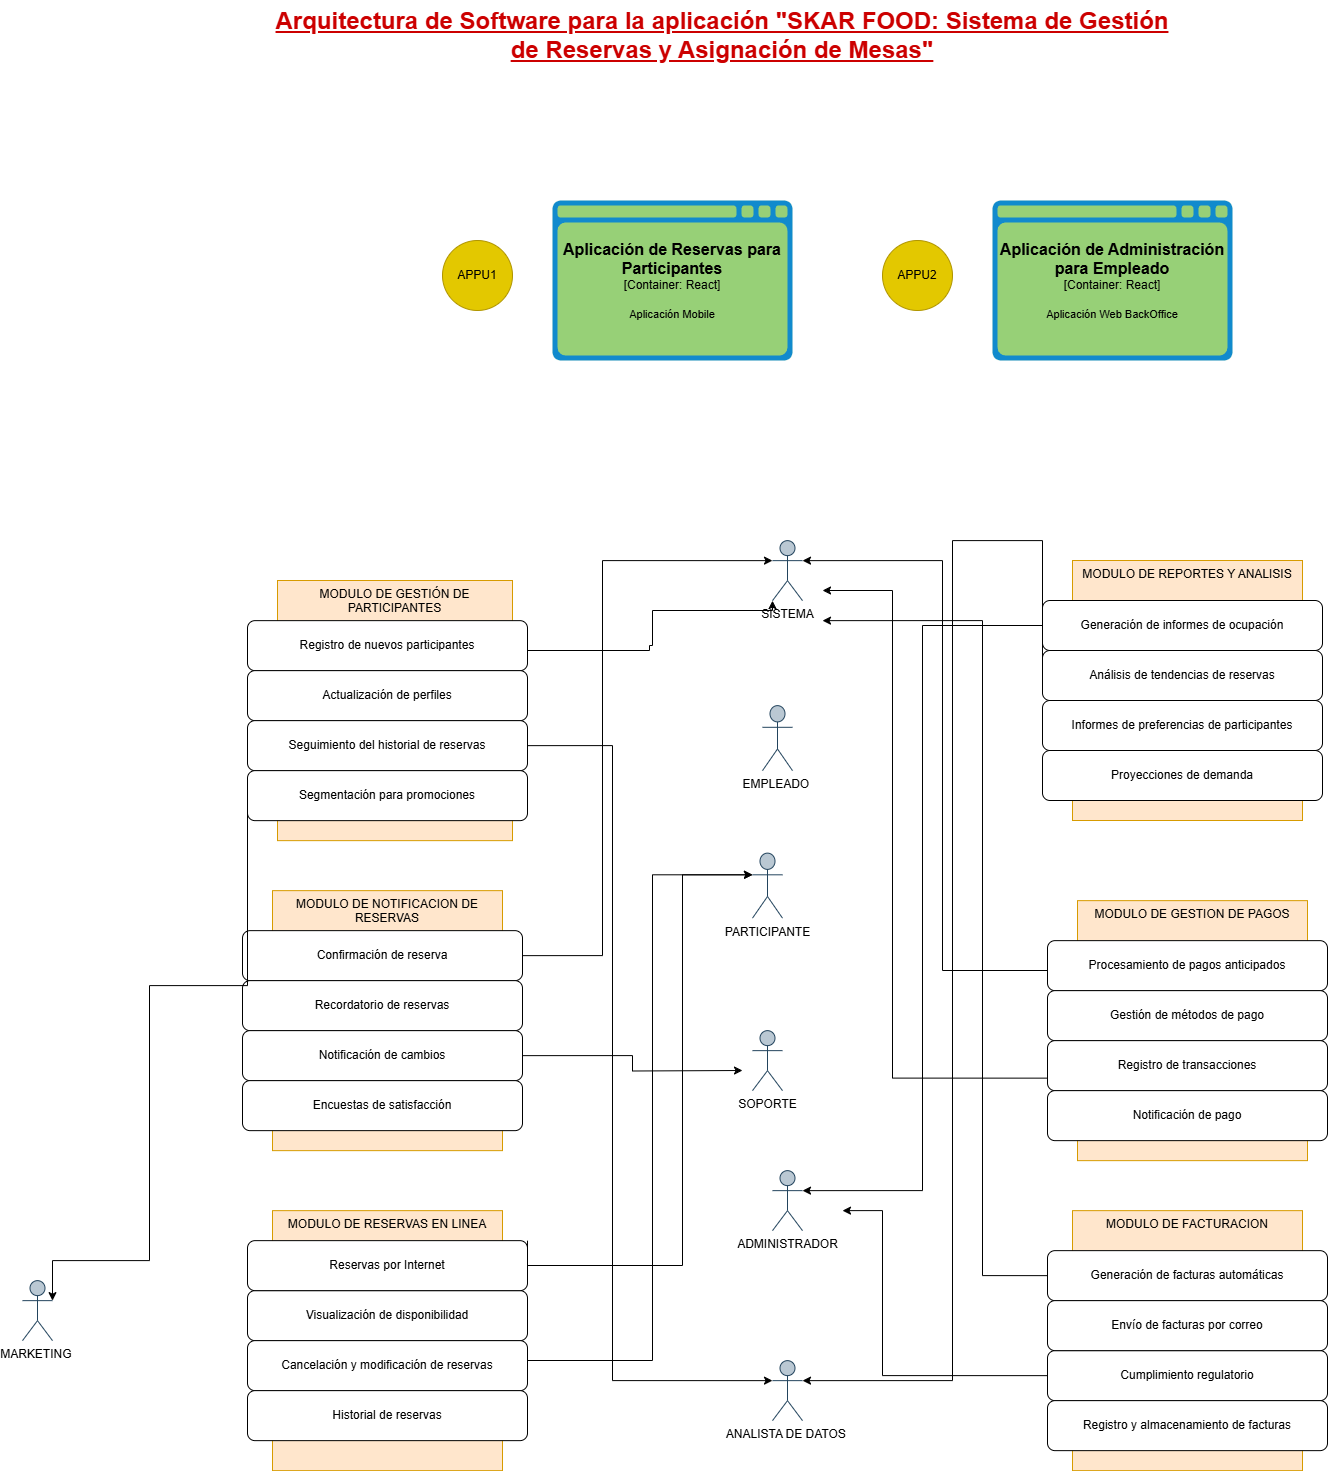 Arquitectura de Software para la aplicación "SKAR FOOD: Sistema de Gestión
de Reservas y Asignación de Mesas"
APPU1
Aplicación de Reservas para
Participantes
[Container: React]
Aplicación Mobile
APPU2
Aplicación de Administración
para Empleado
[Container: React]
Aplicación Web BackOffice
MODULO DE GESTIÓN DE
PARTICIPANTES
Registro de nuevos participantes
Actualización de perfiles
Seguimiento del historial de reservas
Segmentación para promociones
MODULO DE NOTIFICACION DE
RESERVAS
Confirmación de reserva
Recordatorio de reservas
Notificación de cambios
Encuestas de satisfacción
MODULO DE RESERVAS EN LINEA
Reservas por Internet
Visualización de disponibilidad
Cancelación y modificación de reservas
Historial de reservas
MARKETING
SISTEMA
EMPLEADO
PARTICIPANTE
SOPORTE
ADMINISTRADOR
ANALISTA DE DATOS
MODULO DE REPORTES Y ANALISIS
Generación de informes de ocupación
Análisis de tendencias de reservas
Informes de preferencias de participantes
Proyecciones de demanda
MODULO DE GESTION DE PAGOS
Procesamiento de pagos anticipados
Gestión de métodos de pago
Registro de transacciones
Notificación de pago
MODULO DE FACTURACION
Generación de facturas automáticas
Envío de facturas por correo
Cumplimiento regulatorio
Registro y almacenamiento de facturas